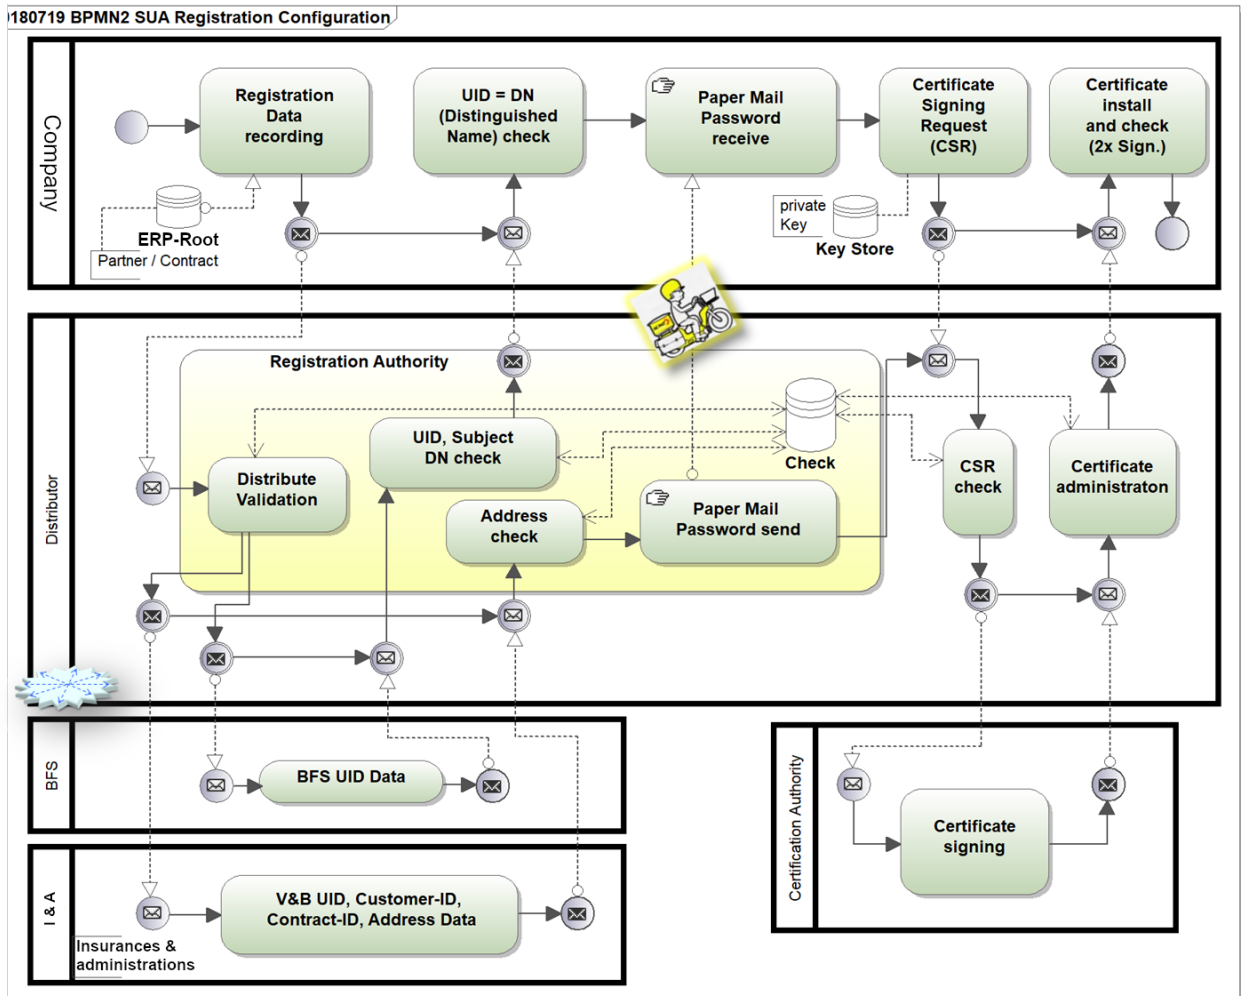 180719 BPMN2 SUA Registration Configuration
Company
Registration
Data
recording
UID = DN
(Distinguished
Name) check
Paper Mail
Password
receive
Certificate
Signing
Request
(CSR)
Certificate
install
and check
(2x Sign.)
ERP-Root
Partner / Contract
private
Key
Key Store
Distributor
Registration Authority
UID, Subject
DN check
Check
Distribute
Validation
Address
check
Paper Mail
Password send
CSR
check
Certificate
administraton
BFS
BFS UID Data
Certification Authority
Certificate
signing
I & A
V&B UID, Customer-ID,
Contract-ID, Address Data
Insurances &
administrations